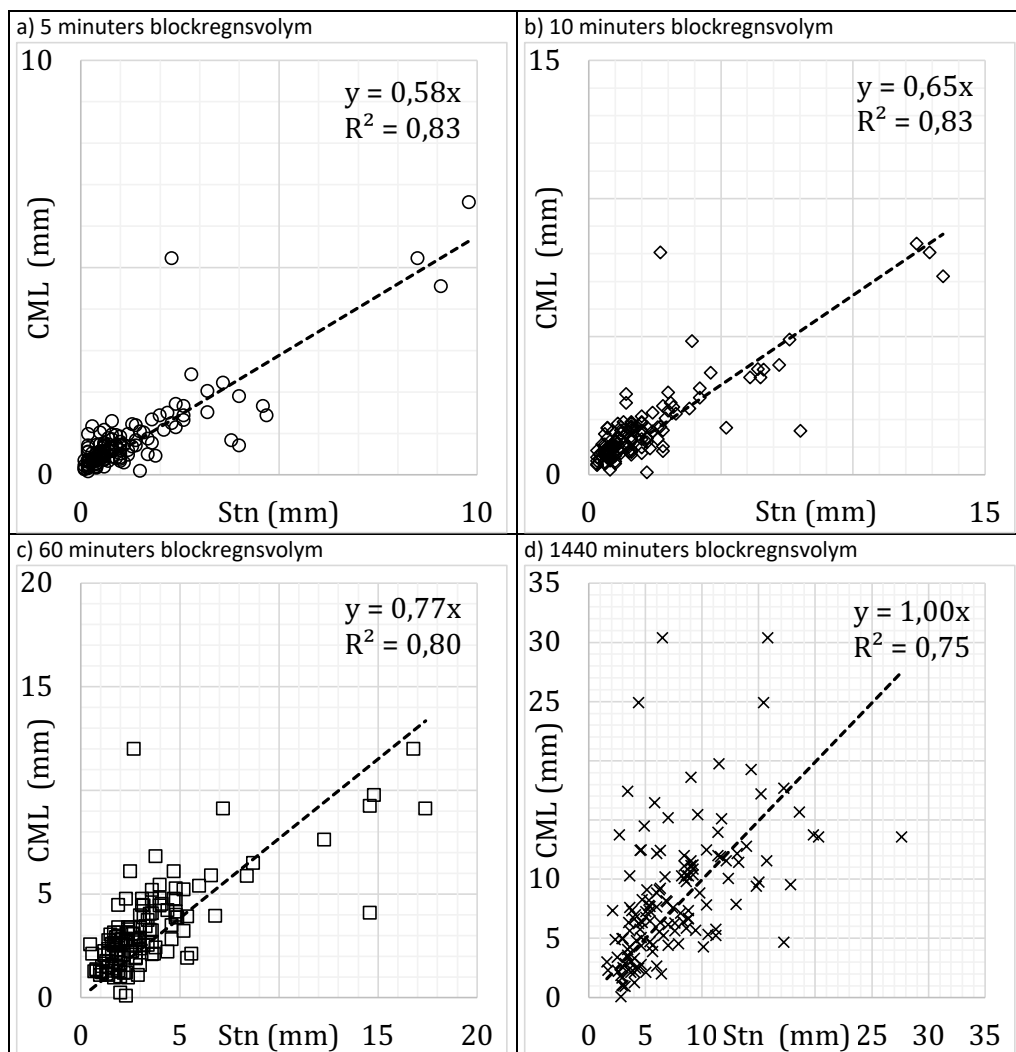 a) 5 minuters blockregnsvolym
10
y = 0,58x
R² = 0,83
CML (mm)
0
0 Stn (mm) 10
b) 10 minuters blockregnsvolym
15
y = 0,65x
R² = 0,83
CML (mm)
0
0 Stn (mm) 15
c) 60 minuters blockregnsvolym
20
y = 0,77x
R² = 0,80
15
CML (mm)
5
0
0 5 Stn (mm) 15 20
d) 1440 minuters blockregnsvolym
35
y = 1,00x
30
R² = 0,75
25
CML (mm)
10
5
0
0 5 10 Stn (mm) 25 30 35